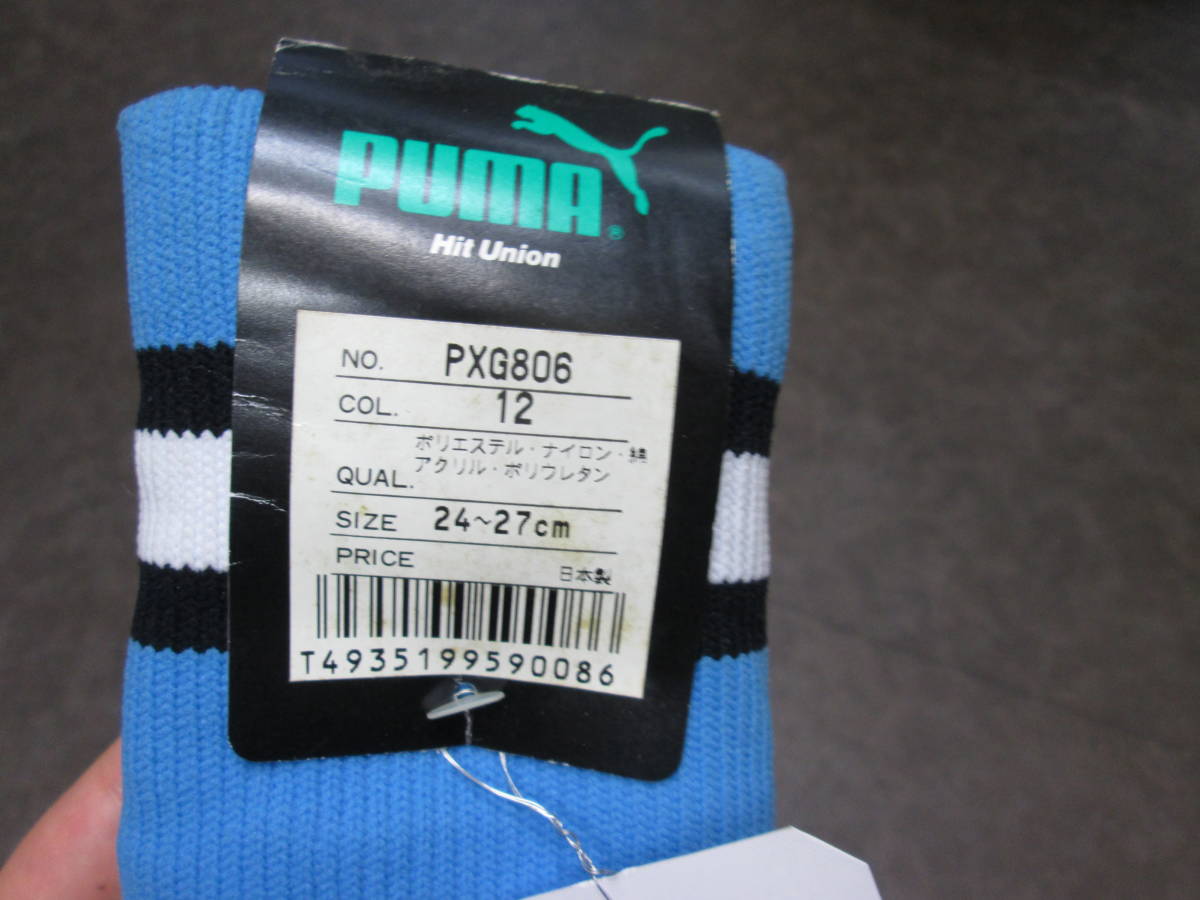 PUMA®
Hit Union
NO. PXG806
COL. 12
ポリエステル・ナイロン・綿
アクリル・ポリウレタン
QUAL.
SIZE 24~27cm
PRICE
日本製
T4935199590086